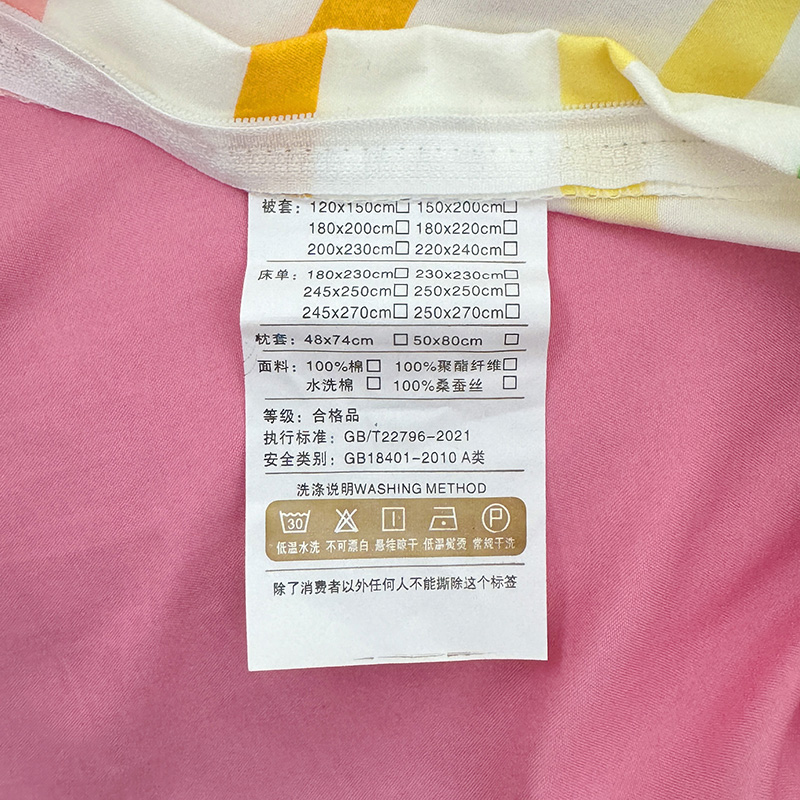 被套：120x150cm☐ 150x200cm☐
180x200cm☐ 180x220cm☐
200x230cm☐ 220x240cm☐
床单：180x230cm☐ 230x230cm☐
245x250cm☐ 250x250cm☐
245x270cm☐ 250x270cm☐
枕套：48x74cm ☐ 50x80cm ☐
面料：100%棉☐ 100%聚酯纤维☐
水洗棉 ☐ 100%桑蚕丝 ☐
等级：合格品
执行标准：GB/T22796-2021
安全类别：GB18401-2010 A类
洗涤说明WASHING METHOD
30 P
低温水洗 不可漂白 悬挂晾干 低温熨烫 常规干洗
除了消费者以外任何人不能撕除这个标签